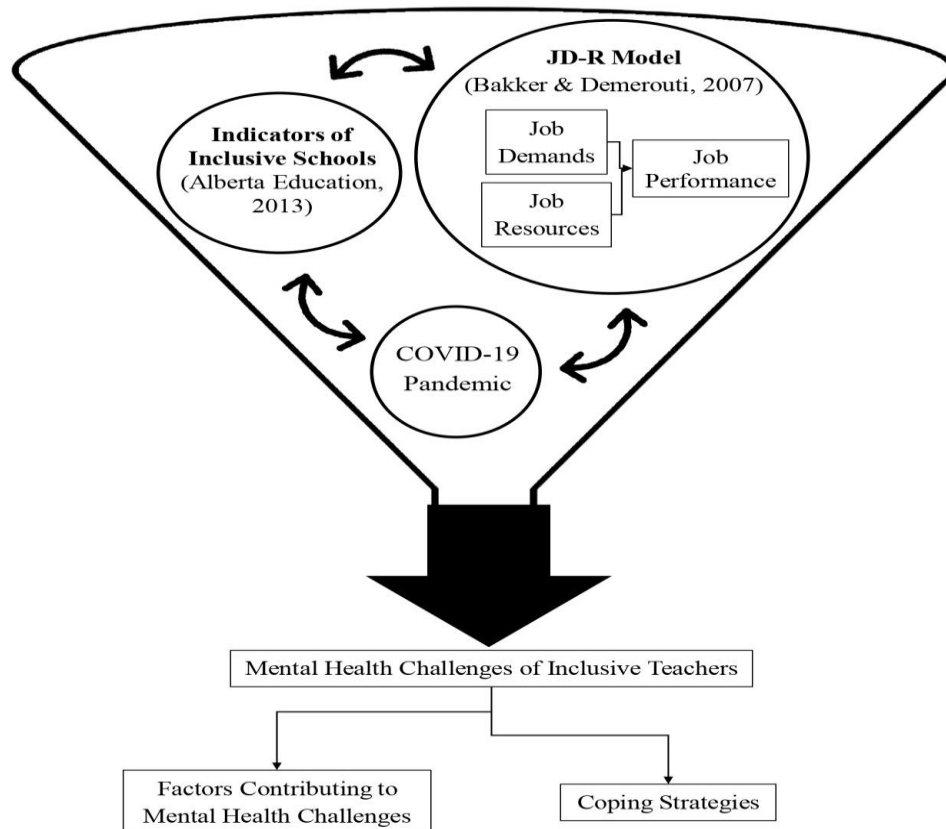 JD-R Model
(Bakker & Demerouti, 2007)
Job
Demands
Job
Resources
Job
Performance
Indicators of
Inclusive Schools
(Alberta Education,
2013)
COVID-19
Pandemic
Mental Health Challenges of Inclusive Teachers
Factors Contributing to
Mental Health Challenges
Coping Strategies